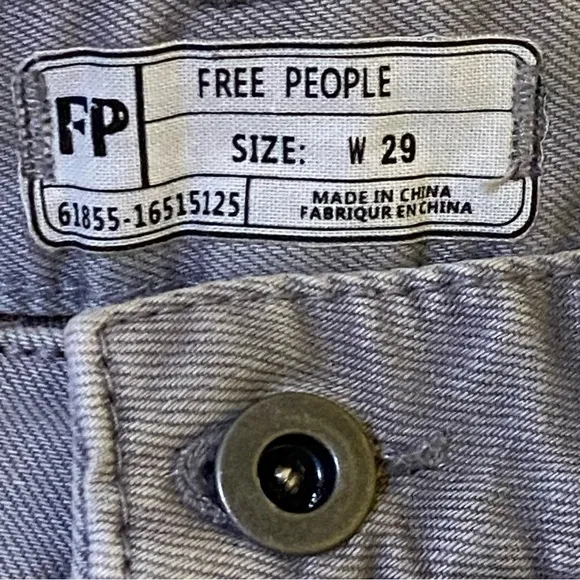 FP
FREE PEOPLE
SIZE: W 29
61855-16515125
MADE IN CHINA
FABRIQUR EN CHINA